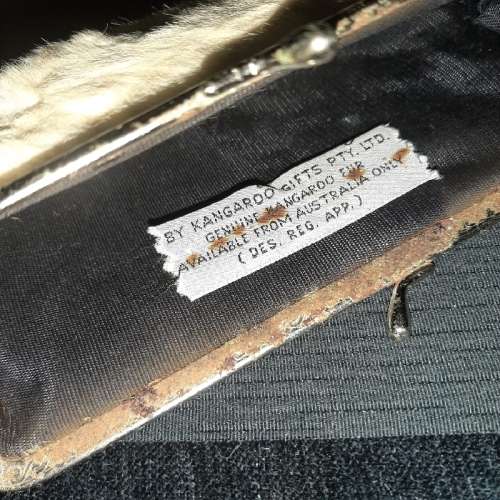 BY KANGAROO GIFTS PTY. LTD.
GENUINE KANGAROO FUR
AVAILABLE FROM AUSTRALIA ONLY
( DES. REG. APP. )